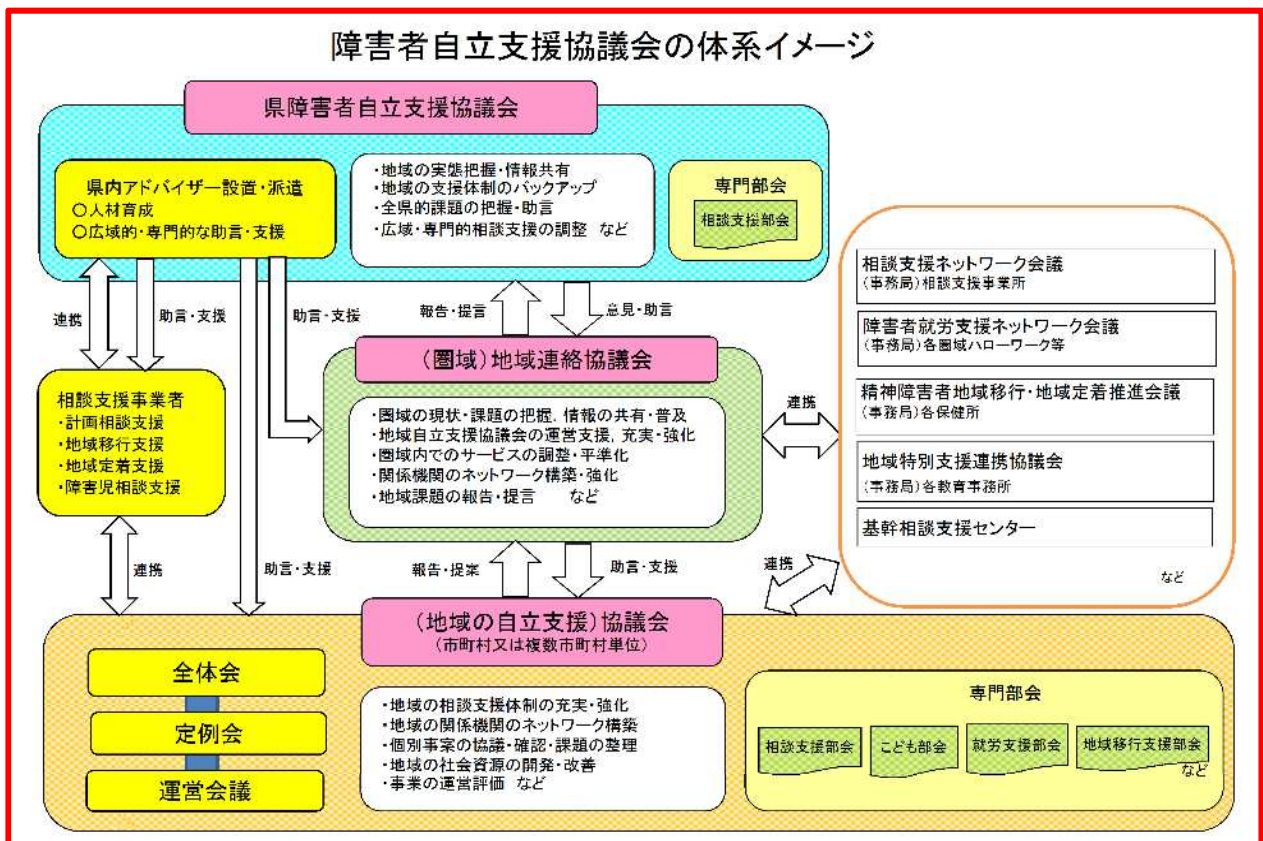 障害者自立支援協議会の体系イメージ
県障害者自立支援協議会
県内アドバイザー設置・派遣
○人材育成
○広域的・専門的な助言・支援
・地域の実態把握・情報共有
・地域の支援体制のバックアップ
・全県的課題の把握・助言
・広域・専門的相談支援の調整 など
専門部会
相談支援部会
連携
助言・支援
助言・支援
報告・提言
意見・助言
相談支援事業者
・計画相談支援
・地域移行支援
・地域定着支援
・障害児相談支援
(圏域)地域連絡協議会
・圏域の現状・課題の把握，情報の共有・普及
・地域自立支援協議会の運営支援，充実・強化
・圏域内でのサービスの調整・平準化
・関係機関のネットワーク構築・強化
・地域課題の報告・提言 など
連携
相談支援ネットワーク会議
(事務局)相談支援事業所
障害者就労支援ネットワーク会議
(事務局)各圏域ハローワーク等
精神障害者地域移行・地域定着推進会議
(事務局)各保健所
地域特別支援連携協議会
(事務局)各教育事務所
基幹相談支援センター
など
連携
助言・支援
報告・提案
助言・支援
連携
(地域の自立支援)協議会
(市町村又は複数市町村単位)
全体会
定例会
運営会議
・地域の相談支援体制の充実・強化
・地域の関係機関のネットワーク構築
・個別事案の協議・確認・課題の整理
・地域の社会資源の開発・改善
・事業の運営評価 など
専門部会
相談支援部会
こども部会
就労支援部会
地域移行支援部会
など